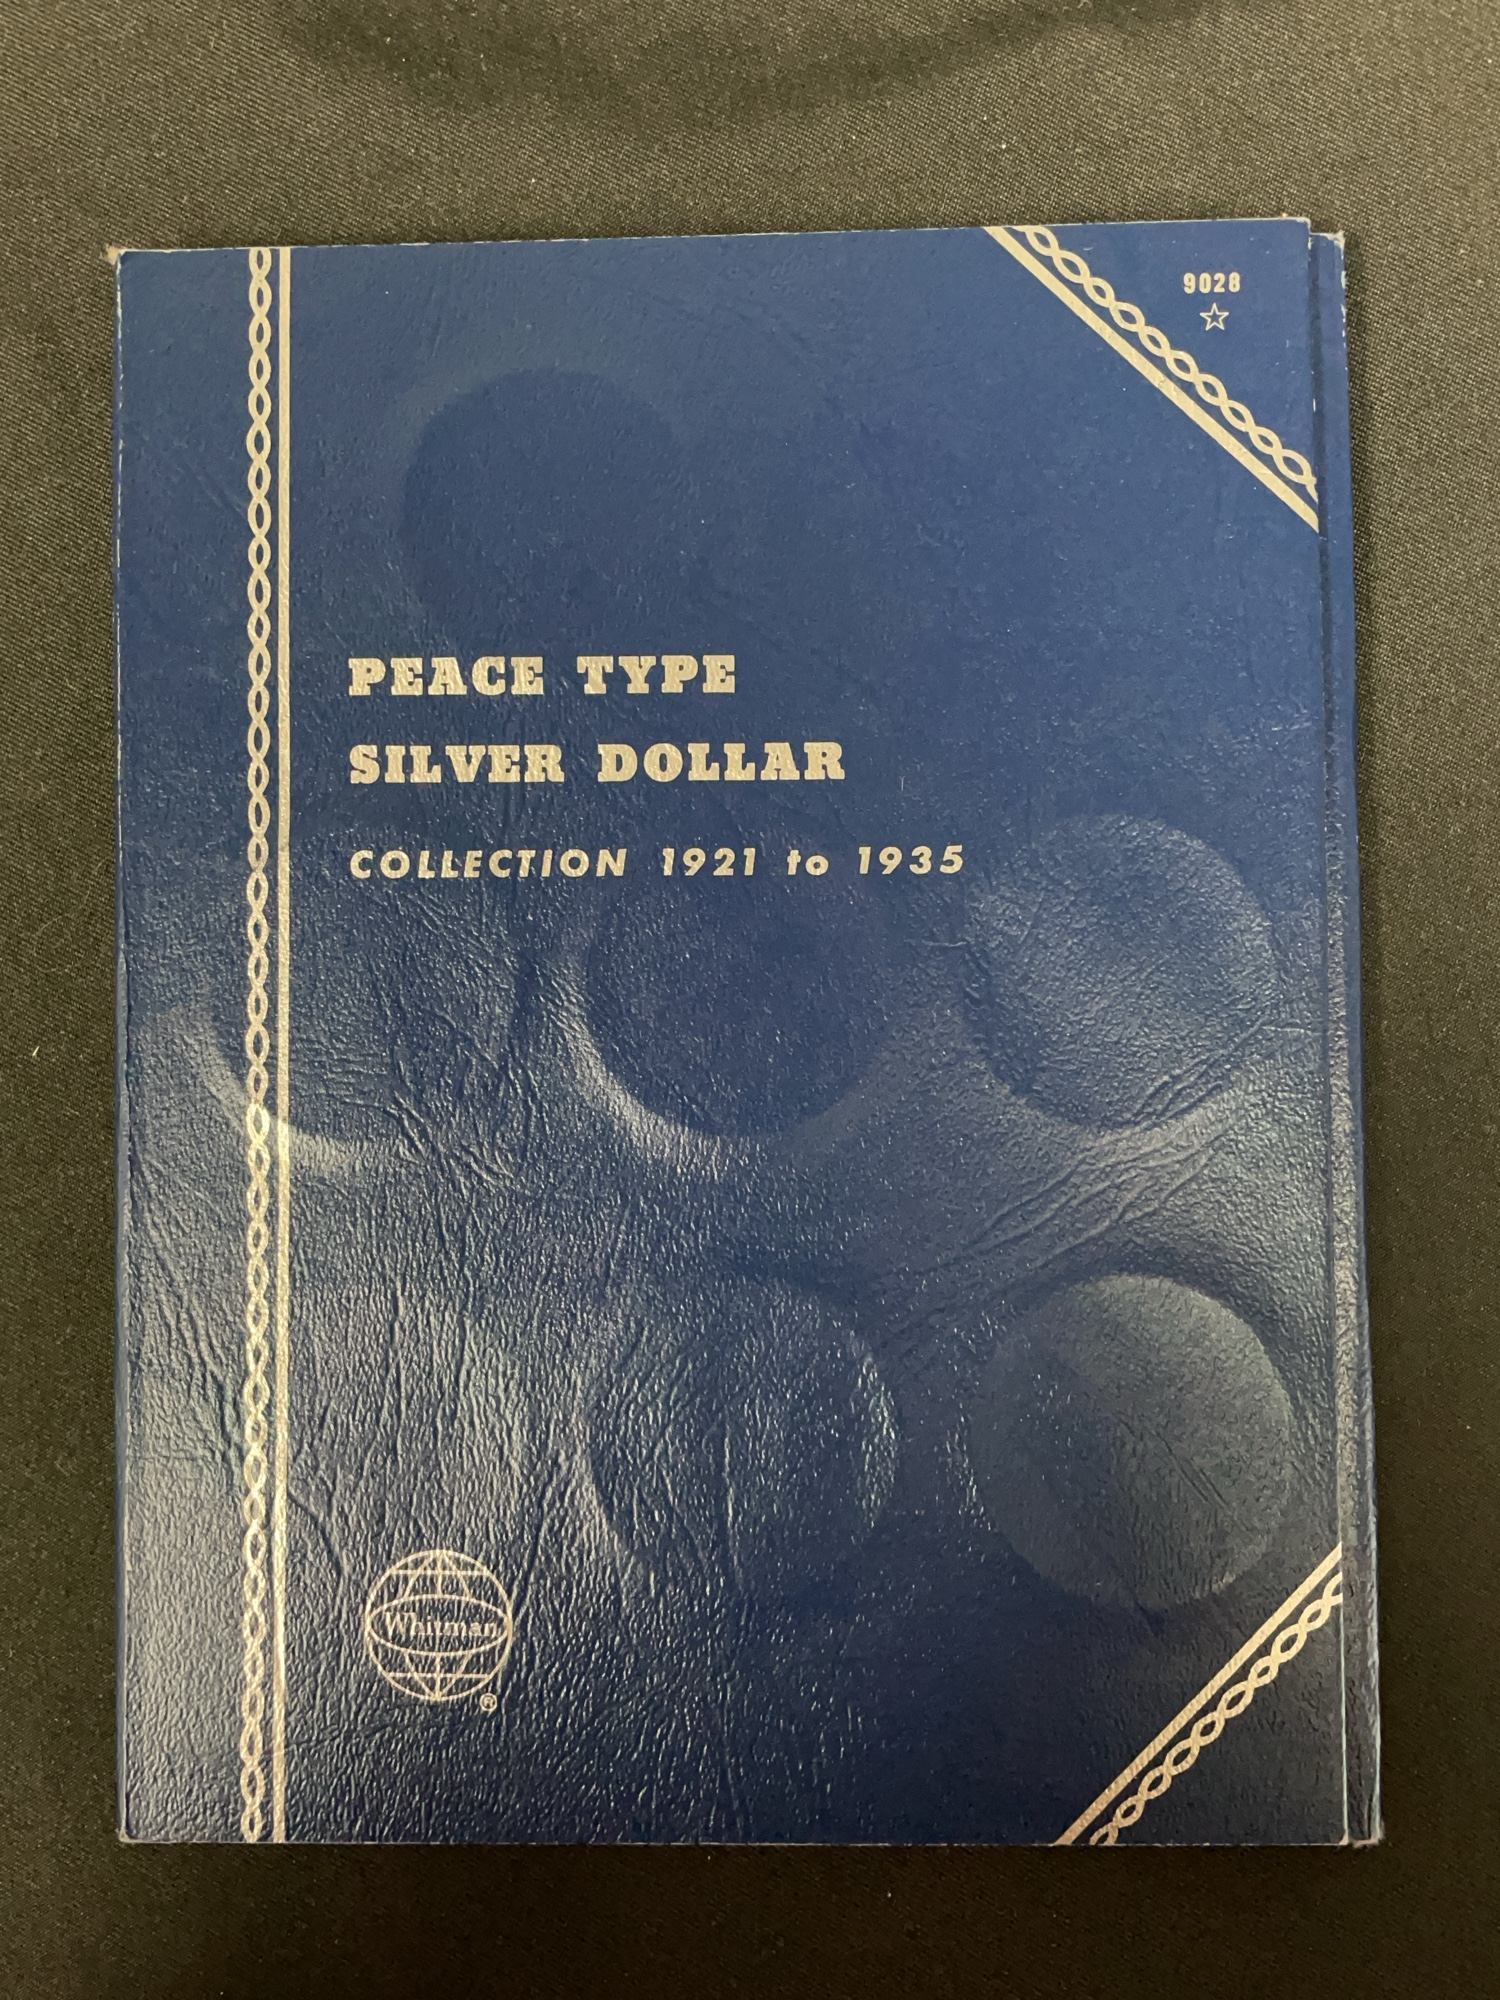 9028
PEACE TYPE
SILVER DOLLAR
COLLECTION 1921 to 1935
Whitman
®